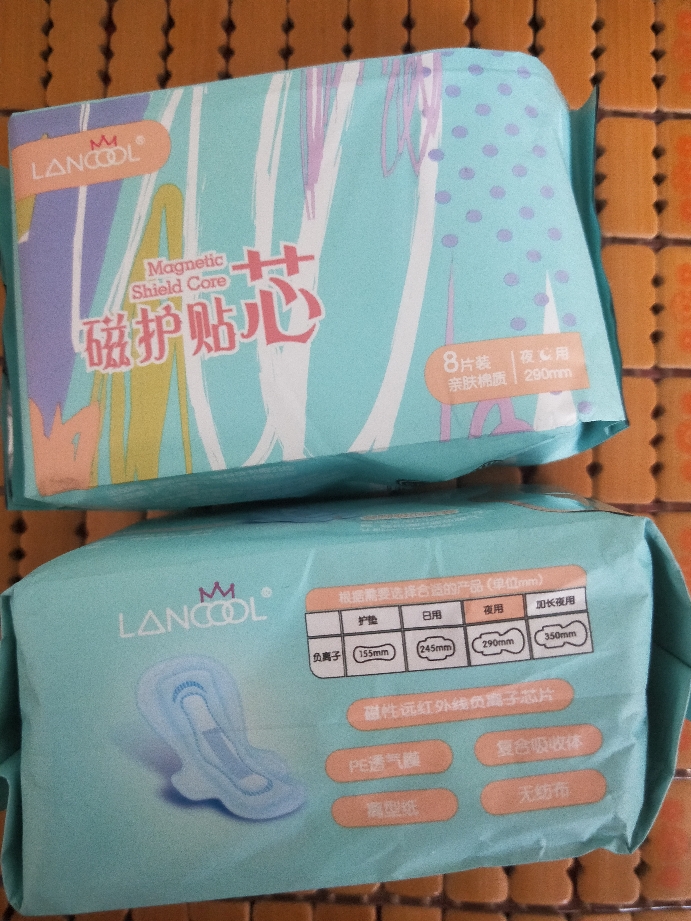 LANCOOL®
Magnetic
Shield Core
磁护贴芯
8片装
亲肤棉质
夜用
290mm
LANCOOL®
根据需要选择合适的产品(单位mm)
护垫 日用 夜用 加长夜用
负离子 155mm 245mm 290mm 350mm
磁性远红外线负离子芯片
PE透气膜 复合吸收体
离型纸 无纺布